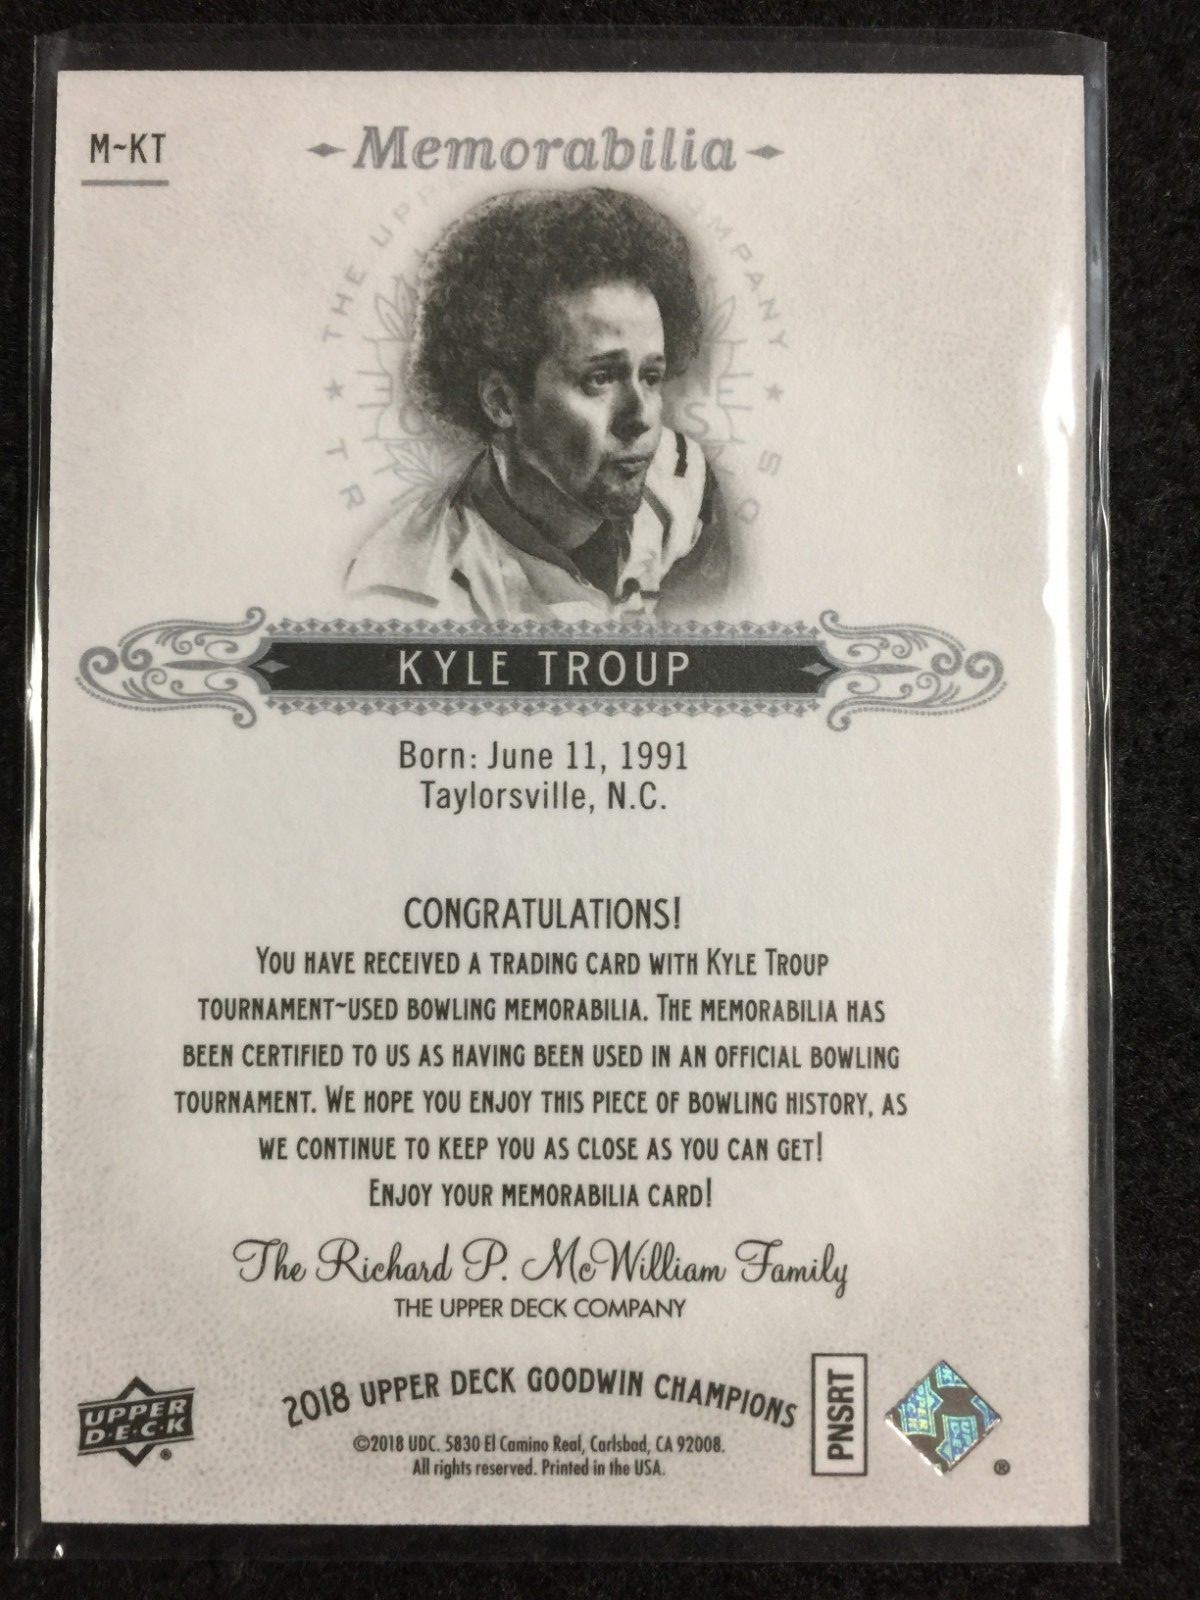 M~KT
Memorabilia
THE UPP
OMPANY
KYLE TROUP
Born: June 11, 1991
Taylorsville, N.C.
CONGRATULATIONS!
YOU HAVE RECEIVED A TRADING CARD WITH KYLE TROUP
TOURNAMENT~USED BOWLING MEMORABILIA. THE MEMORABILIA HAS
BEEN CERTIFIED TO US AS HAVING BEEN USED IN AN OFFICIAL BOWLING
TOURNAMENT. WE HOPE YOU ENJOY THIS PIECE OF BOWLING HISTORY, AS
WE CONTINUE TO KEEP YOU AS CLOSE AS YOU CAN GET!
ENJOY YOUR MEMORABILIA CARD!
The Richard P. McWilliam Family
THE UPPER DECK COMPANY
2018 UPPER DECK GOODWIN CHAMPIONS
©2018 UDC. 5830 El Camino Real, Carlsbad, CA 92008.
All rights reserved. Printed in the USA.
UPPER
D·E·C·K
®
PNSRT
®